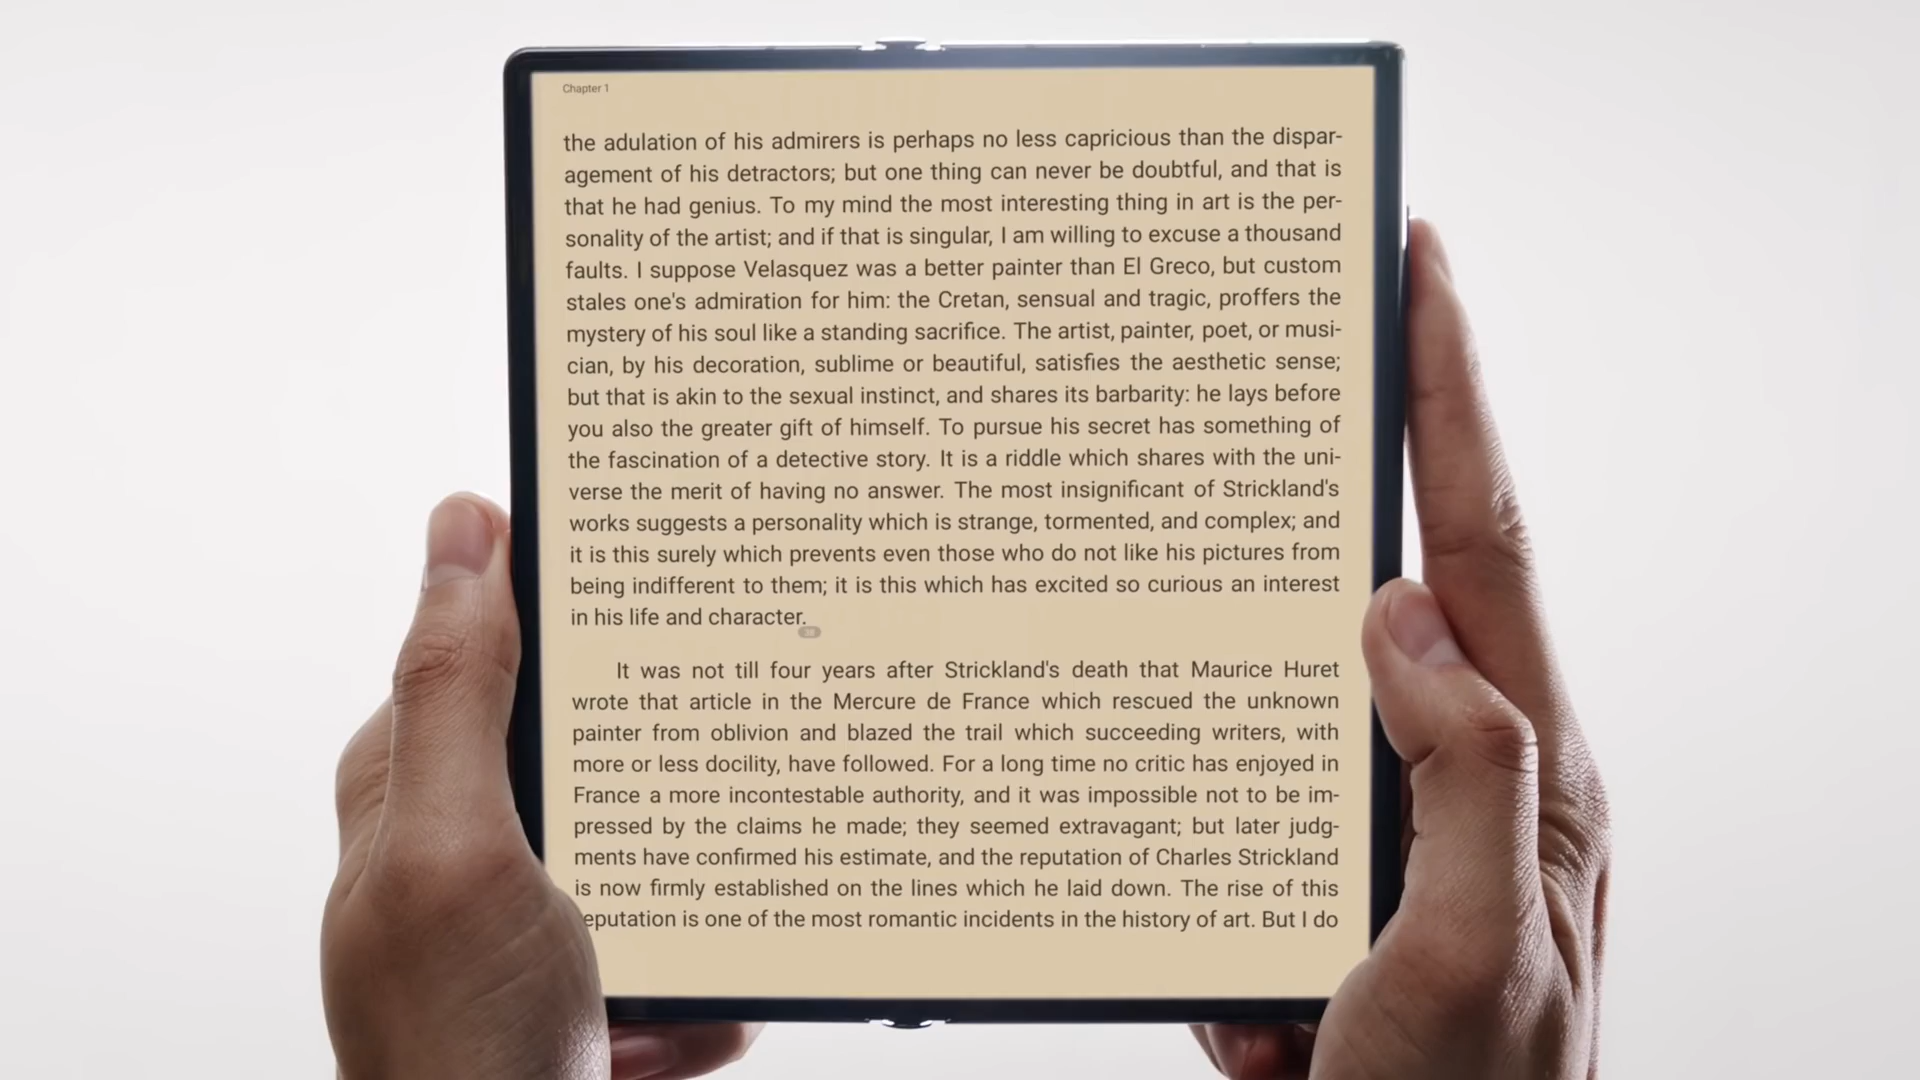 Chapter 1
the adulation of his admirers is perhaps no less capricious than the dispar-
agement of his detractors; but one thing can never be doubtful, and that is
that he had genius. To my mind the most interesting thing in art is the per-
sonality of the artist; and if that is singular, I am willing to excuse a thousand
faults. I suppose Velasquez was a better painter than El Greco, but custom
stales one's admiration for him: the Cretan, sensual and tragic, proffers the
mystery of his soul like a standing sacrifice. The artist, painter, poet, or musi-
cian, by his decoration, sublime or beautiful, satisfies the aesthetic sense;
but that is akin to the sexual instinct, and shares its barbarity: he lays before
you also the greater gift of himself. To pursue his secret has something of
the fascination of a detective story. It is a riddle which shares with the uni-
verse the merit of having no answer. The most insignificant of Strickland's
works suggests a personality which is strange, tormented, and complex; and
it is this surely which prevents even those who do not like his pictures from
being indifferent to them; it is this which has excited so curious an interest
in his life and character.
It was not till four years after Strickland's death that Maurice Huret
wrote that article in the Mercure de France which rescued the unknown
painter from oblivion and blazed the trail which succeeding writers, with
more or less docility, have followed. For a long time no critic has enjoyed in
France a more incontestable authority, and it was impossible not to be im-
pressed by the claims he made; they seemed extravagant; but later judg-
ments have confirmed his estimate, and the reputation of Charles Strickland
is now firmly established on the lines which he laid down. The rise of this
eputation is one of the most romantic incidents in the history of art. But I do